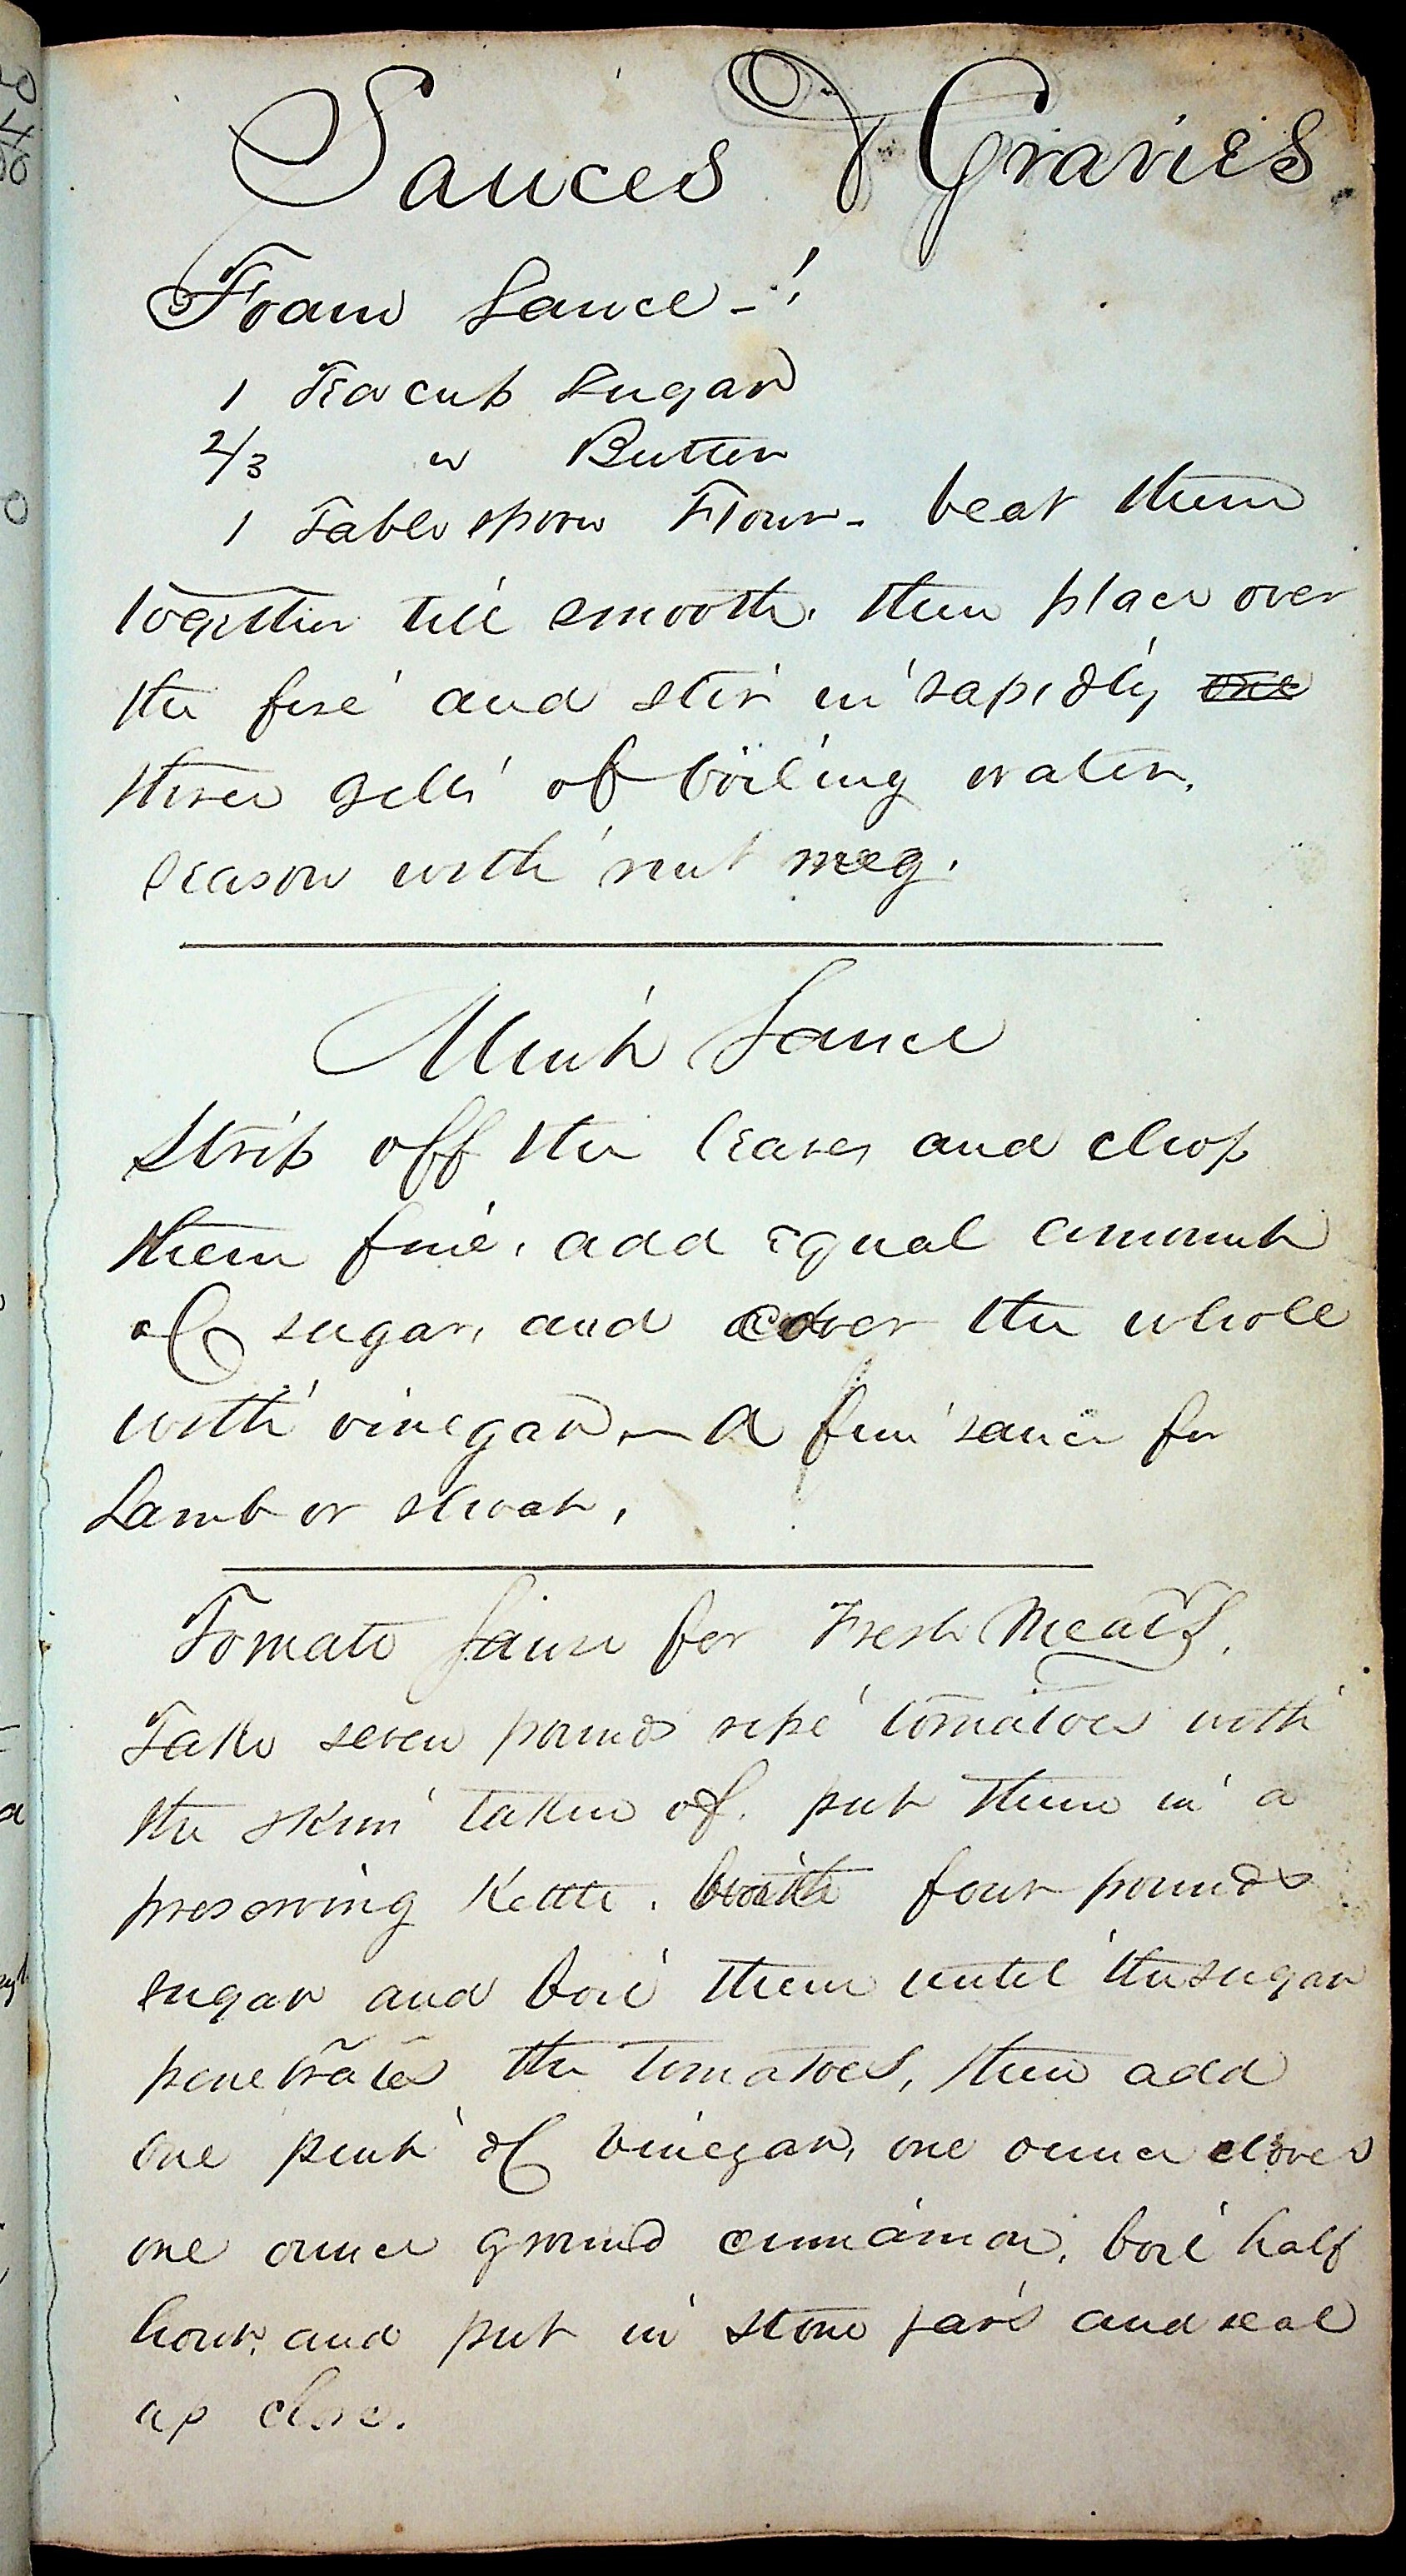 Sauces & Gravies
Foam Sauce -!
1 Teacup Sugar
2/3 " Butter
1 Tablespoon Flour - beat them
together till smooth, then place over
the fire and stir in rapidly one
three gills of boiling water.
season with nut meg.
Mint Sauce
Strip off the leaves and chop
them fine, add equal amount
of sugar, and cover the whole
with vinegar - A fine sauce for
Lamb or shoat.
Tomato Sauce for Fresh Meats.
Take seven pounds ripe tomatoes with
the skin taken of. put them in a
preserving Kettle. with four pounds
sugar and boil them until the sugar
penetrates the tomatoes, then add
one pint of vinegar, one ounce cloves
one ounce ground cinnamon, boil half
hour, and put in stone jars and seal
up close.